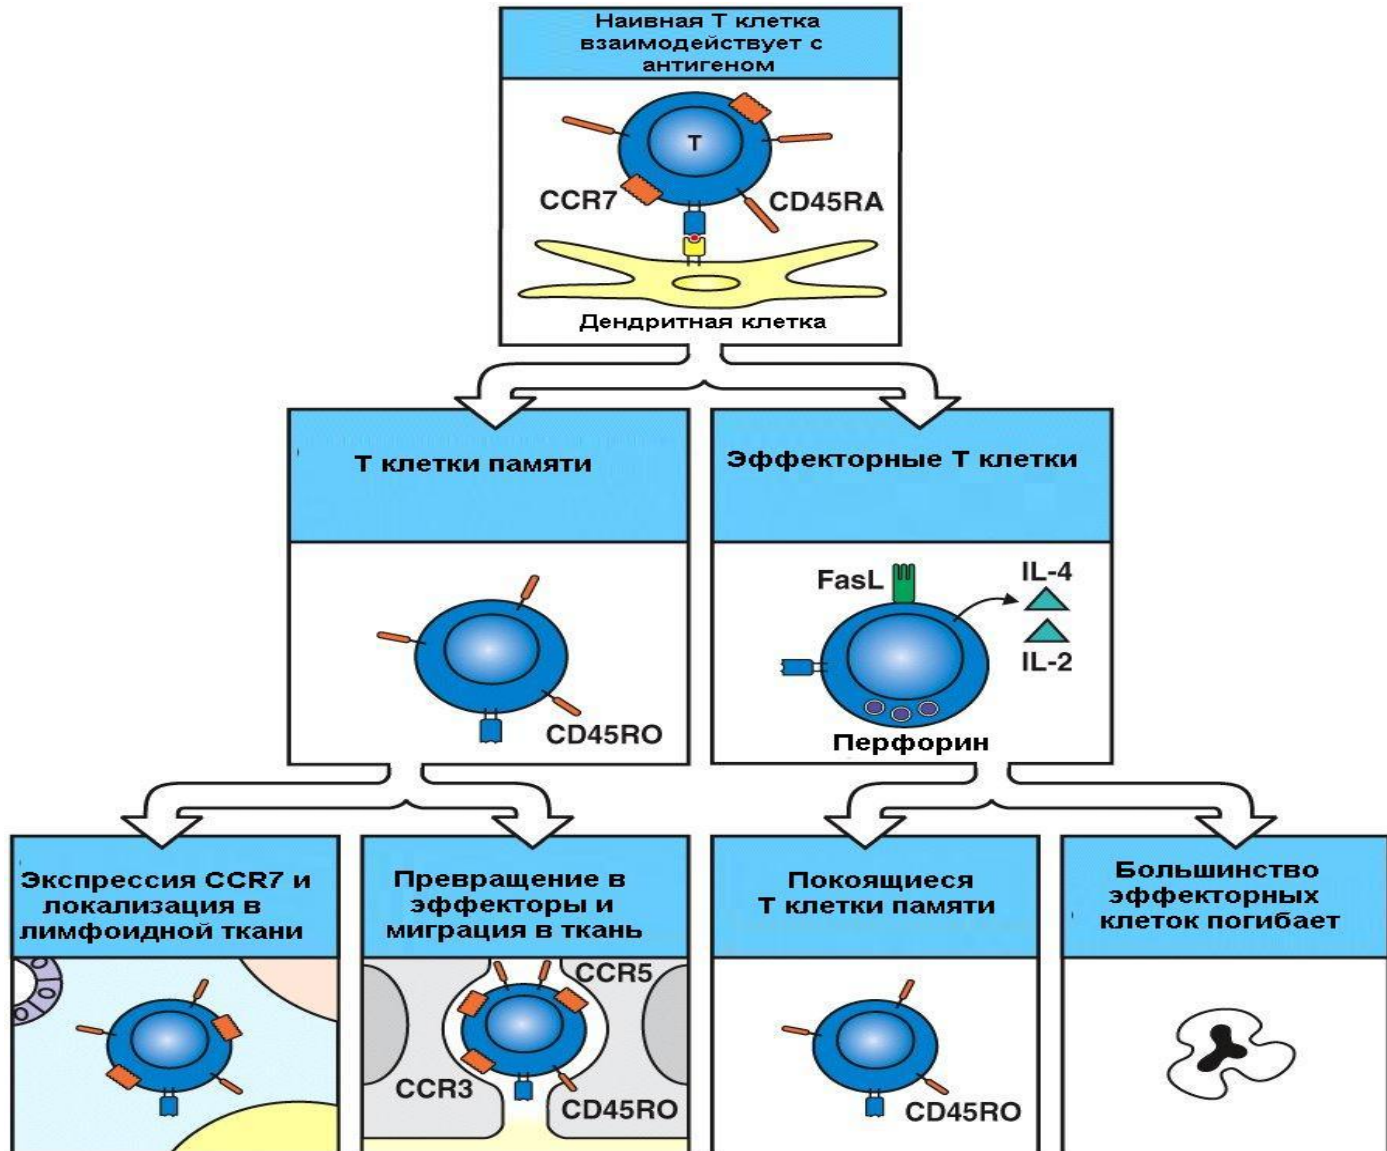 Наивная Т клетка
взаимодействует с
антигеном
T
CCR7
CD45RA
Дендритная клетка
Т клетки памяти
CD45RO
Эффекторные Т клетки
FasL
IL-4
IL-2
Перфорин
Экспрессия CCR7 и
локализация в
лимфоидной ткани
Превращение в
эффекторы и
миграция в ткань
CCR5
CCR3
CD45RO
Покоящиеся
Т клетки памяти
CD45RO
Большинство
эффекторных
клеток погибает